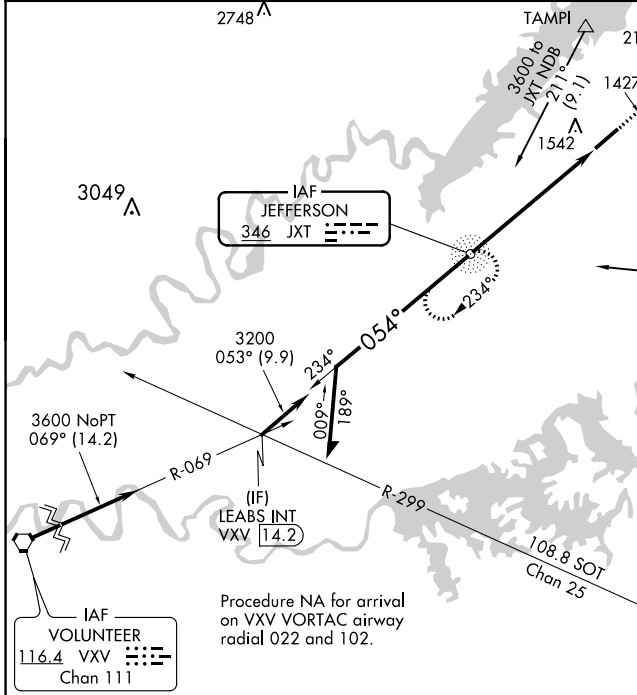 2748
TAMPI
21
3600 to
JXT NDB
211°
(9.1)
1427
1542
3049
IAF
JEFFERSON
346 JXT
234°
054°
3200
053° (9.9)
234°
009°
189°
3600 NoPT
069° (14.2)
R-069
(IF)
LEABS INT
VXV 14.2
R-299
108.8 SOT
Chan 25
Procedure NA for arrival
on VXV VORTAC airway
radial 022 and 102.
IAF
VOLUNTEER
116.4 VXV
Chan 111